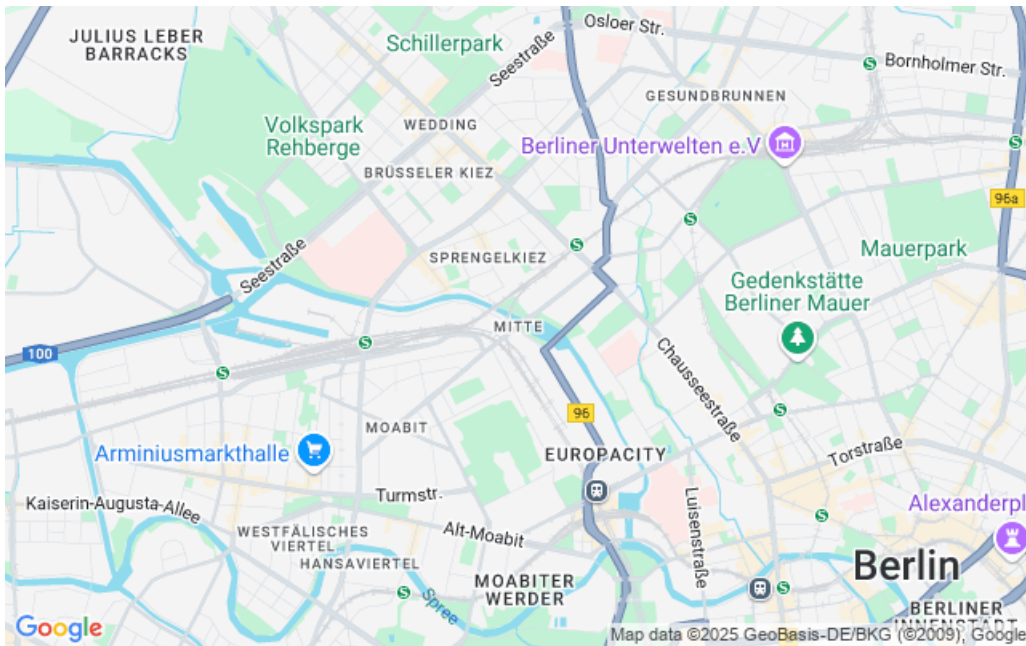 Osloer Str.
JULIUS LEBER
BARRACKS
Schillerpark
Seestraße
S
Bornholmer Str.
GESUNDBRUNNEN
Volkspark
Rehberge
WEDDING
Berliner Unterwelten e.V
S
BRÜSSELER KIEZ
96a
S
S
Seestraße
SPRENGELKIEZ
Mauerpark
Gedenkstätte
Berliner Mauer
MITTE
S
100
S
Chausseestraße
S
96
MOABIT
Arminiusmarkthalle
EUROPACITY
Torstraße
Kaiserin-Augusta-Allee
Turmstr.
Luisenstraße
Alexanderpl
S
WESTFÄLISCHES
VIERTEL
Alt-Moabit
HANSAVIERTEL
Berlin
MOABITER
WERDER
S
S
Spree
BERLINER
INNENSTADT
Google
Map data ©2025 GeoBasis-DE/BKG (©2009), Google